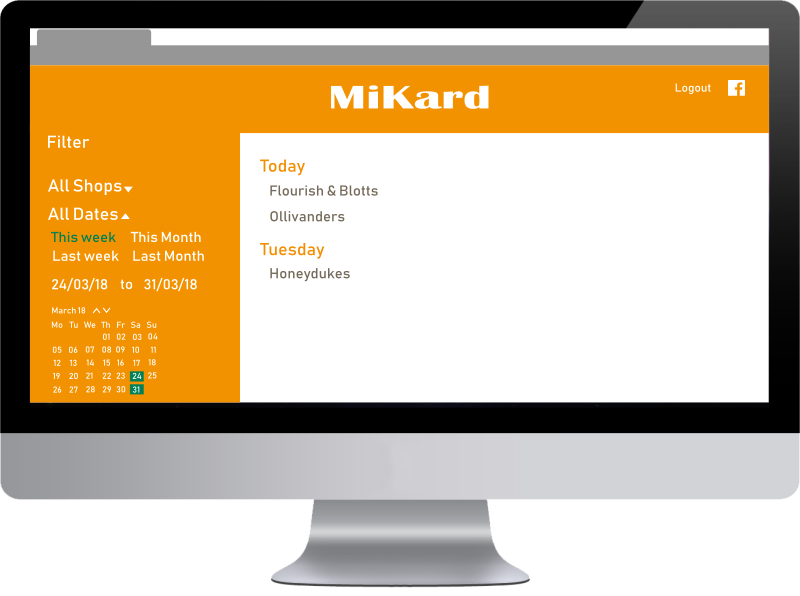 MiKard
Logout
Filter
All Shops
All Dates
This week This Month
Last week Last Month
24/03/18 to 31/03/18
March 18
Mo Tu We Th Fr Sa Su
01 02 03 04
05 06 07 08 09 10 11
12 13 14 15 16 17 18
19 20 21 22 23 24 25
26 27 28 29 30 31
Today
Flourish & Blotts
Ollivanders
Tuesday
Honeydukes